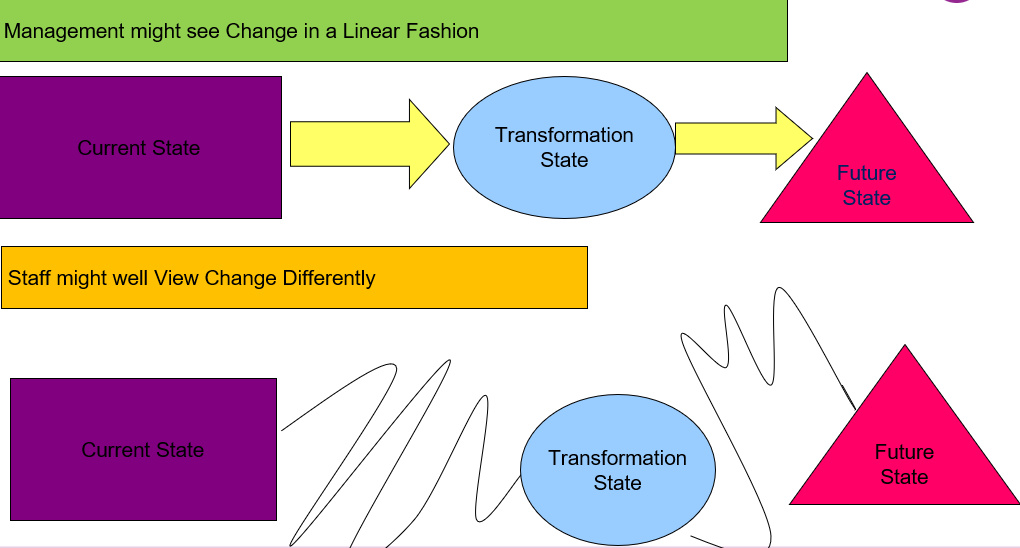 Management might see Change in a Linear Fashion
Current State
Transformation
State
Future
State
Staff might well View Change Differently
Current State
Transformation
State
Future
State